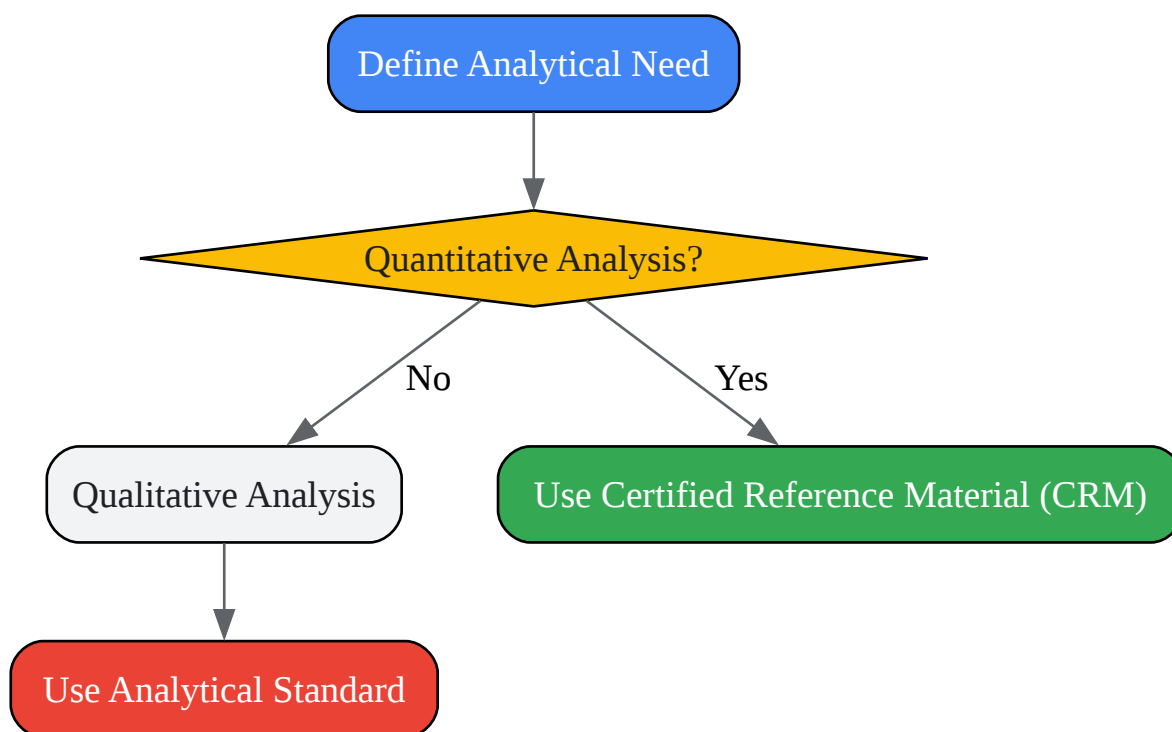 Define Analytical Need
Quantitative Analysis?
No
Yes
Qualitative Analysis
Use Certified Reference Material (CRM)
Use Analytical Standard